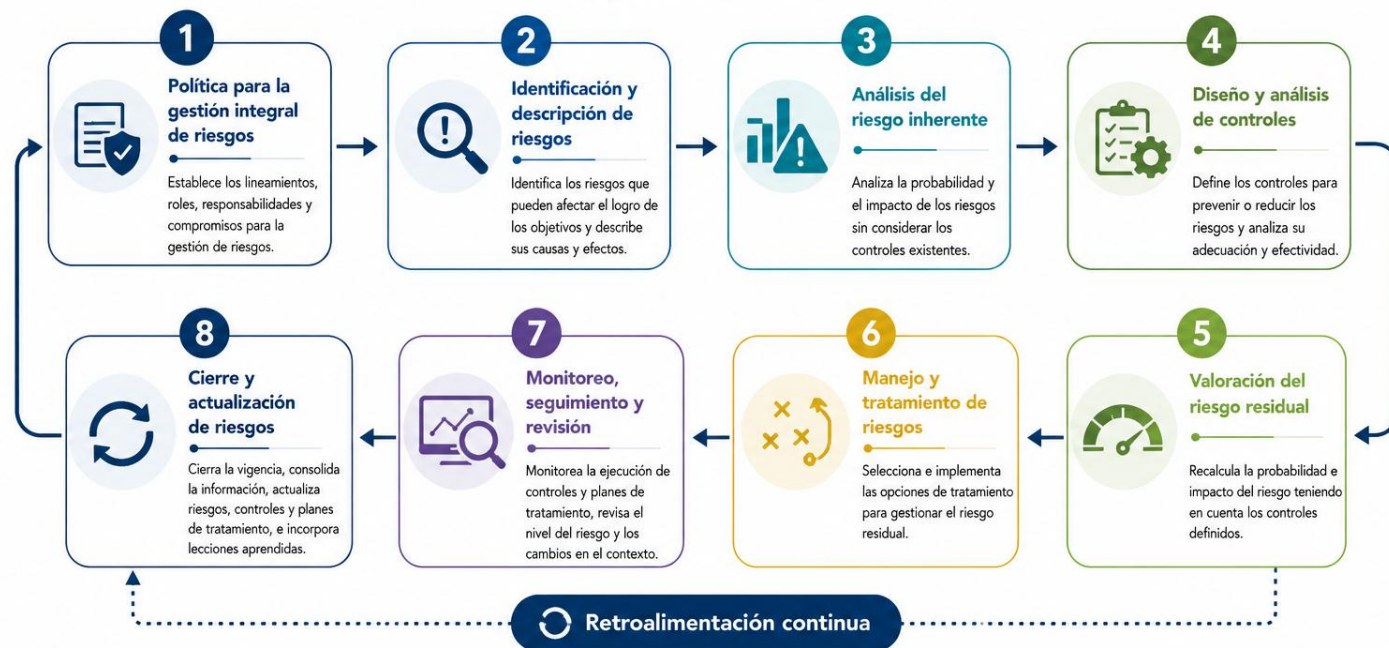 1
Política para la
gestión integral
de riesgos
Establece los lineamientos,
roles, responsabilidades y
compromisos para la
gestión de riesgos.
2
Identificación y
descripción de
riesgos
Identifica los riesgos que
pueden afectar el logro de
los objetivos y describe
sus causas y efectos.
3
Análisis del
riesgo inherente
Analiza la probabilidad y
el impacto de los riesgos
sin considerar los
controles existentes.
4
Diseño y análisis
de controles
Define los controles para
prevenir o reducir los
riesgos y analiza su
adecuación y efectividad.
5
Valoración del
riesgo residual
Recalcula la probabilidad e
impacto del riesgo teniendo
en cuenta los controles
definidos.
6
Manejo y
tratamiento de
riesgos
Selecciona e implementa
las opciones de tratamiento
para gestionar el riesgo
residual.
7
Monitoreo,
seguimiento y
revisión
Monitorea la ejecución de
controles y planes de
tratamiento, revisa el
nivel del riesgo y los
cambios en el contexto.
8
Cierre y
actualización
de riesgos
Cierra la vigencia, consolida
la información, actualiza
riesgos, controles y planes
de tratamiento, e incorpora
lecciones aprendidas.
Retroalimentación continua